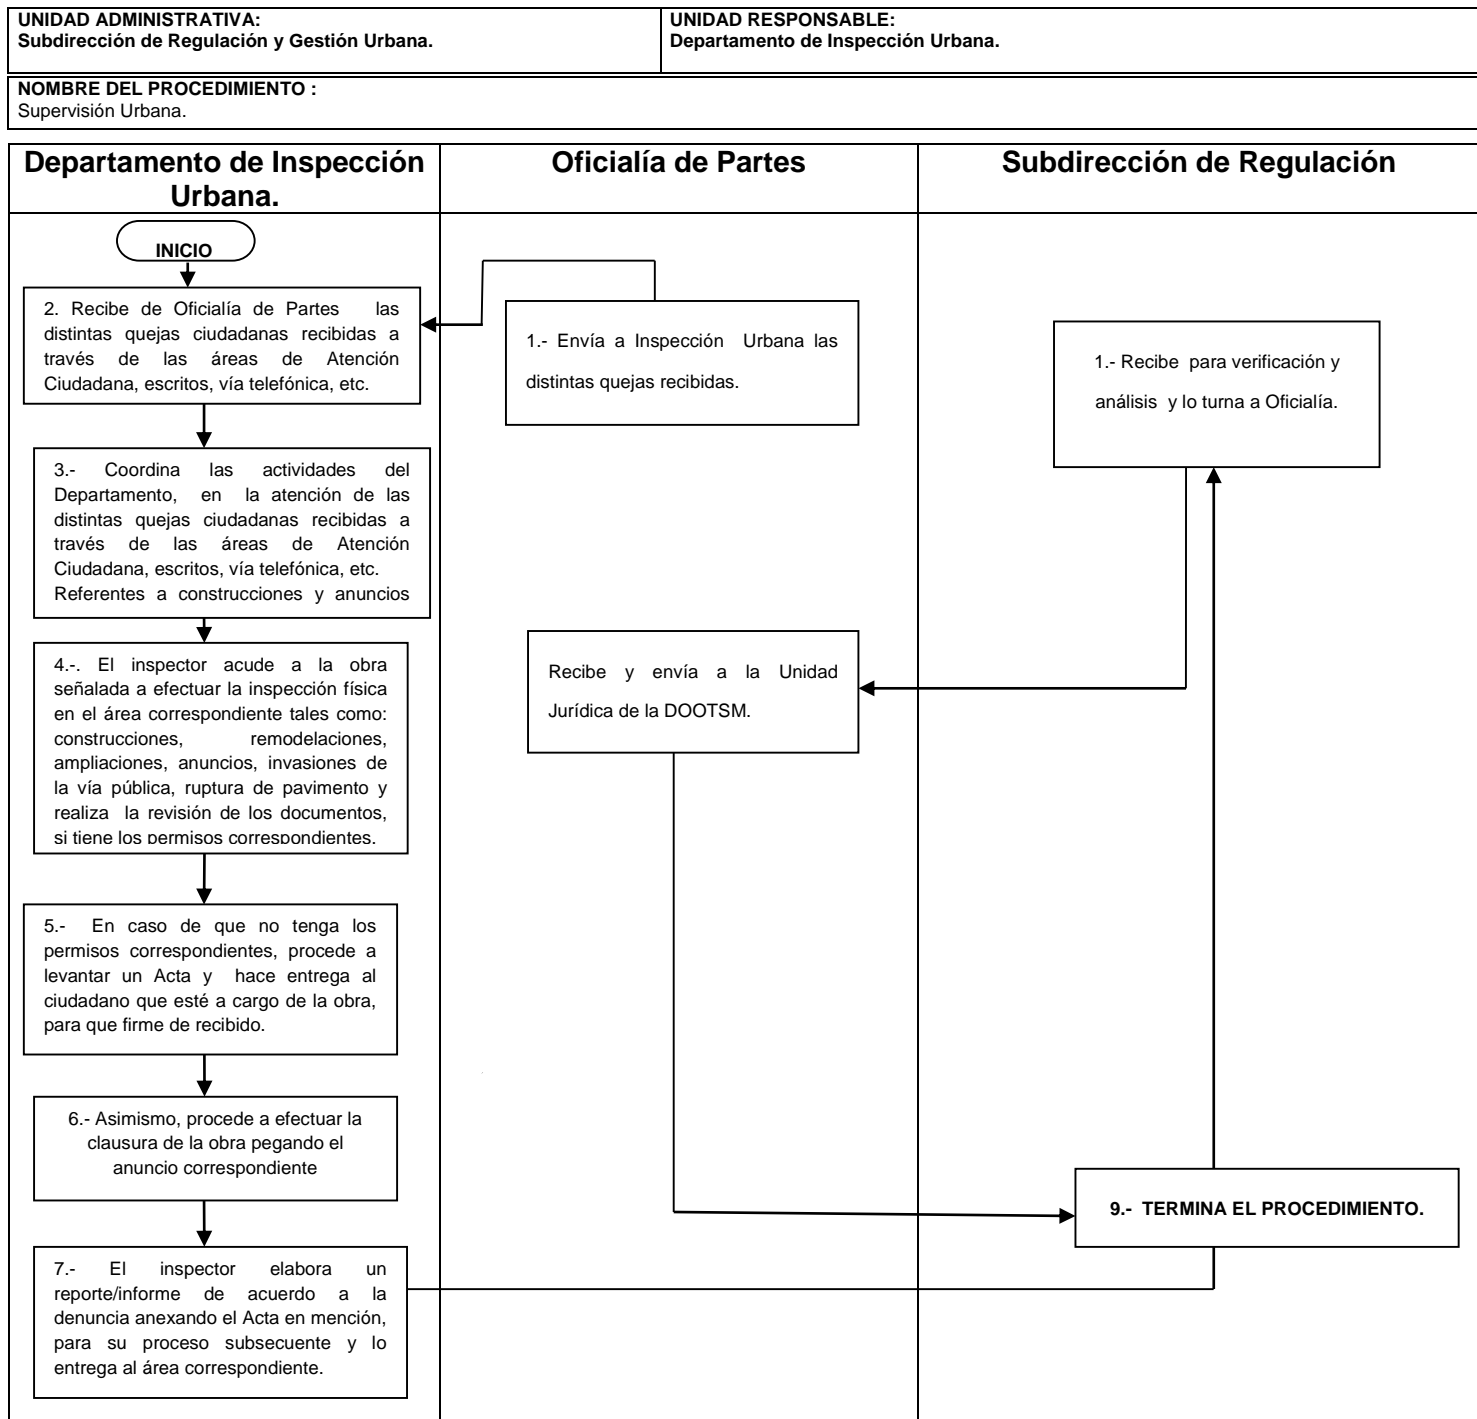 UNIDAD ADMINISTRATIVA:
Subdirección de Regulación y Gestión Urbana.
UNIDAD RESPONSABLE:
Departamento de Inspección Urbana.
NOMBRE DEL PROCEDIMIENTO :
Supervisión Urbana.
Departamento de Inspección
Urbana.
Oficialía de Partes
Subdirección de Regulación
INICIO
2. Recibe de Oficialía de Partes las
distintas quejas ciudadanas recibidas a
través de las áreas de Atención
Ciudadana, escritos, vía telefónica, etc.
1.- Envía a Inspección Urbana las
distintas quejas recibidas.
1.- Recibe para verificación y
análisis y lo turna a Oficialía.
3.- Coordina las actividades del
Departamento, en la atención de las
distintas quejas ciudadanas recibidas a
través de las áreas de Atención
Ciudadana, escritos, vía telefónica, etc.
Referentes a construcciones y anuncios
4.-. El inspector acude a la obra
señalada a efectuar la inspección física
en el área correspondiente tales como:
construcciones, remodelaciones,
ampliaciones, anuncios, invasiones de
la vía pública, ruptura de pavimento y
realiza la revisión de los documentos,
si tiene los permisos correspondientes.
Recibe y envía a la Unidad
Jurídica de la DOOTSM.
5.- En caso de que no tenga los
permisos correspondientes, procede a
levantar un Acta y hace entrega al
ciudadano que esté a cargo de la obra,
para que firme de recibido.
6.- Asimismo, procede a efectuar la
clausura de la obra pegando el
anuncio correspondiente
9.- TERMINA EL PROCEDIMIENTO.
7.- El inspector elabora un
reporte/informe de acuerdo a la
denuncia anexando el Acta en mención,
para su proceso subsecuente y lo
entrega al área correspondiente.